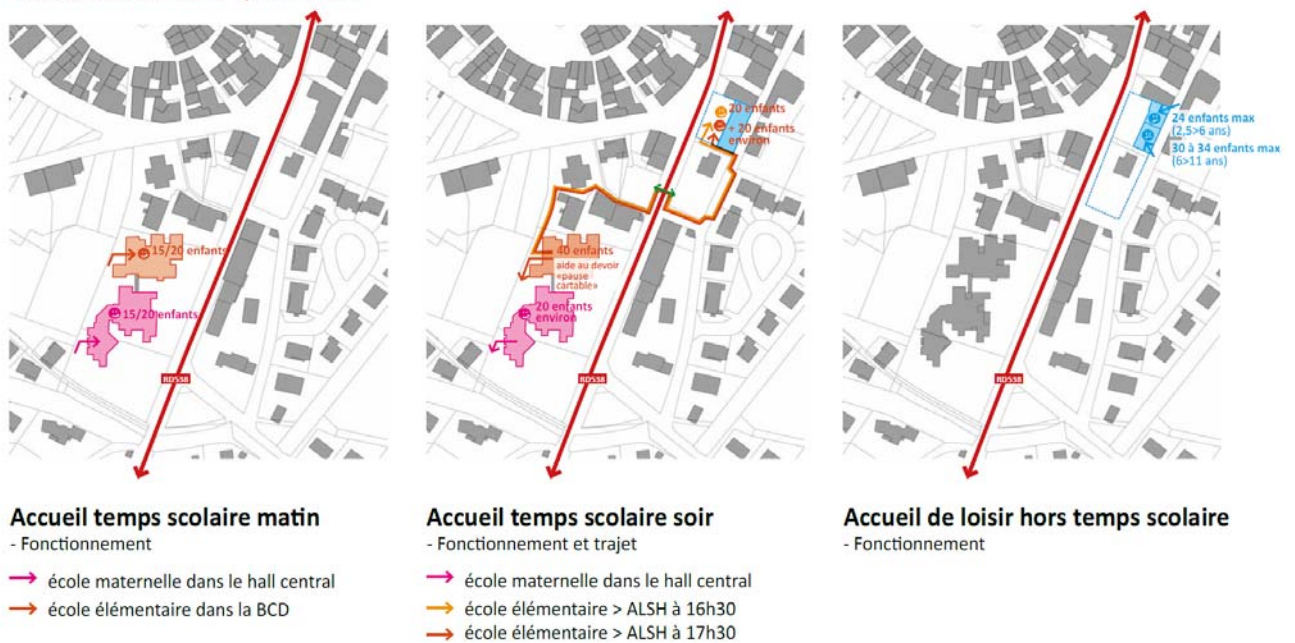 15/20 enfants
15/20 enfants
RD538
Accueil temps scolaire matin
- Fonctionnement
école maternelle dans le hall central
école élémentaire dans la BCD
20 enfants
+ 20 enfants
environ
40 enfants
aide au devoir
«pause
cartable»
20 enfants
environ
RD538
Accueil temps scolaire soir
- Fonctionnement et trajet
école maternelle dans le hall central
école élémentaire > ALSH à 16h30
école élémentaire > ALSH à 17h30
24 enfants max
(2,5>6 ans)
30 à 34 enfants max
(6>11 ans)
RD538
Accueil de loisir hors temps scolaire
- Fonctionnement